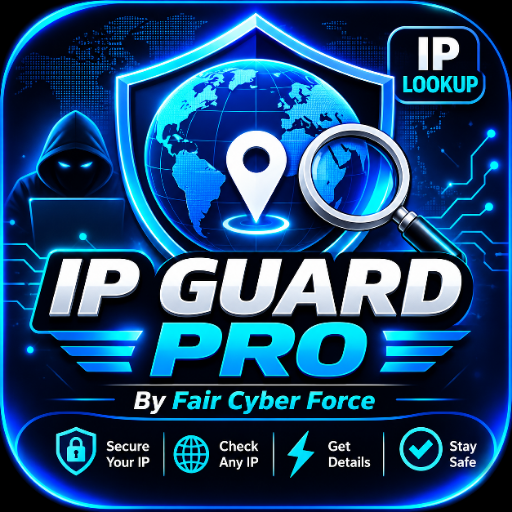 IP
LOOKUP
IP GUARD
PRO
By Fair Cyber Force
Secure
Your IP
Check
Any IP
Get
Details
Stay
Safe